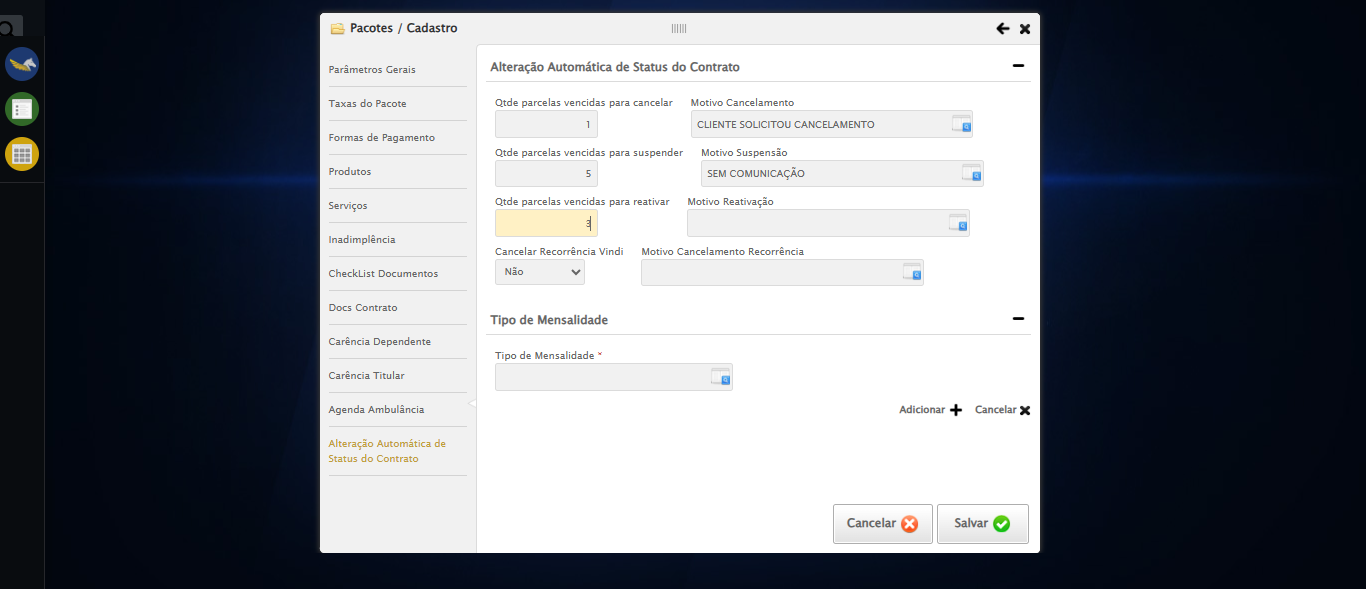 Pacotes / Cadastro
Parâmetros Gerais
Taxas do Pacote
Formas de Pagamento
Produtos
Serviços
Inadimplência
CheckList Documentos
Docs Contrato
Carência Dependente
Carência Titular
Agenda Ambulância
Alteração Automática de
Status do Contrato
Alteração Automática de Status do Contrato
Qtde parcelas vencidas para cancelar Motivo Cancelamento
1 CLIENTE SOLICITOU CANCELAMENTO
Qtde parcelas vencidas para suspender Motivo Suspensão
5 SEM COMUNICAÇÃO
Qtde parcelas vencidas para reativar Motivo Reativação
3
Cancelar Recorrência Vindi Motivo Cancelamento Recorrência
Não
Tipo de Mensalidade
Tipo de Mensalidade *
Adicionar Cancelar
Cancelar Salvar